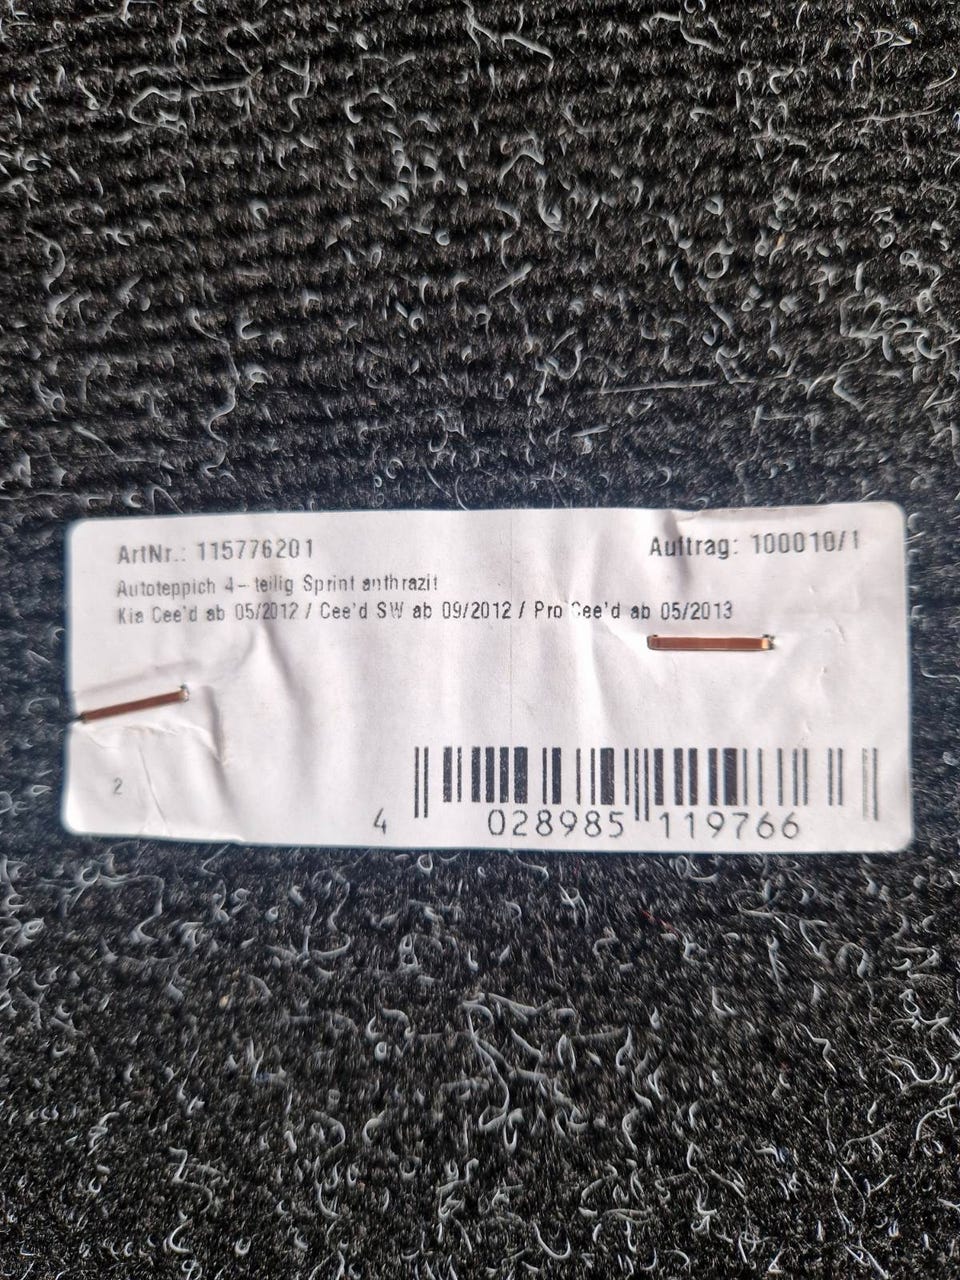 ArtNr.: 115776201
Auftrag: 100010/1
Autoteppich 4-teilig Sprint anthrazit
Kia Cee'd ab 05/2012 / Cee'd SW ab 09/2012 / Pro Cee'd ab 05/2013
2
4 028985 119766